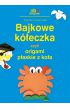 Bajkowe
kółeczka
czyli
origami
płaskie z koła